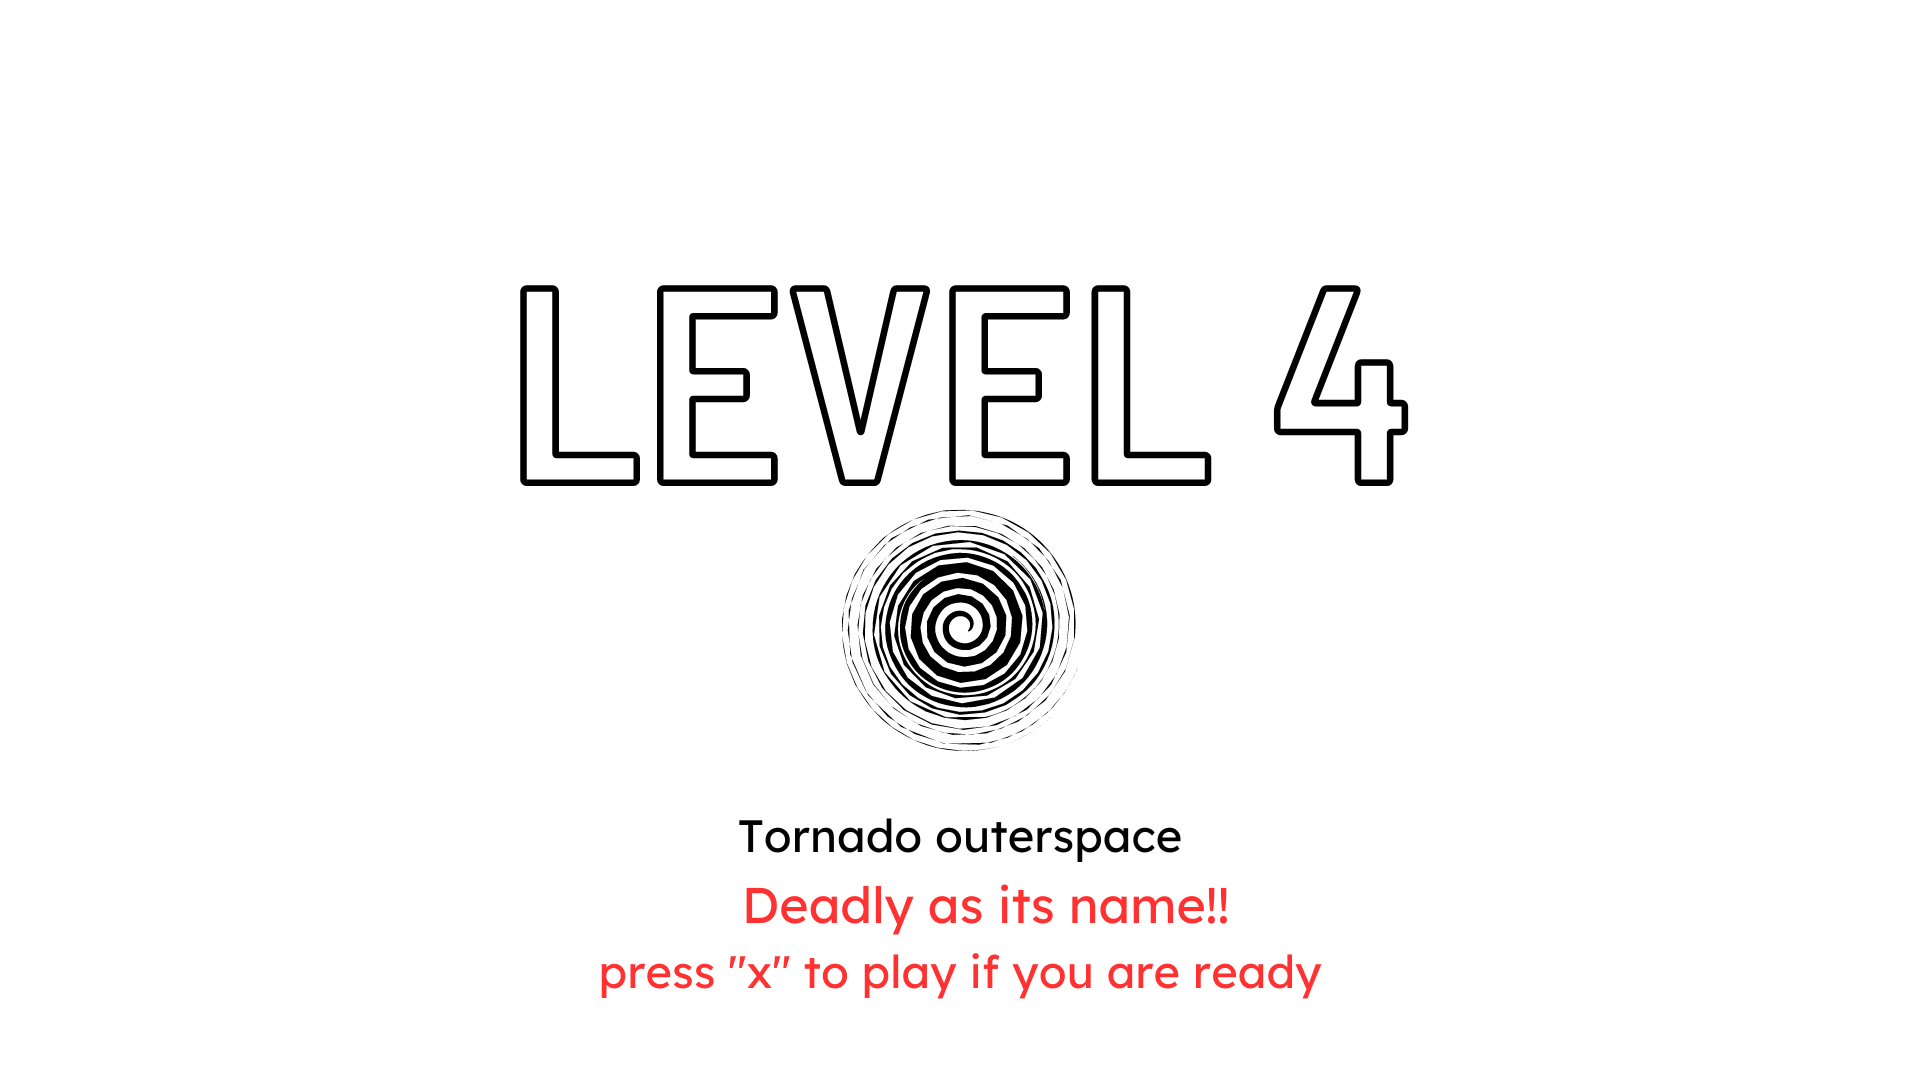 LEVEL 4
Tornado outerspace
Deadly as its name!!
press "x" to play if you are ready